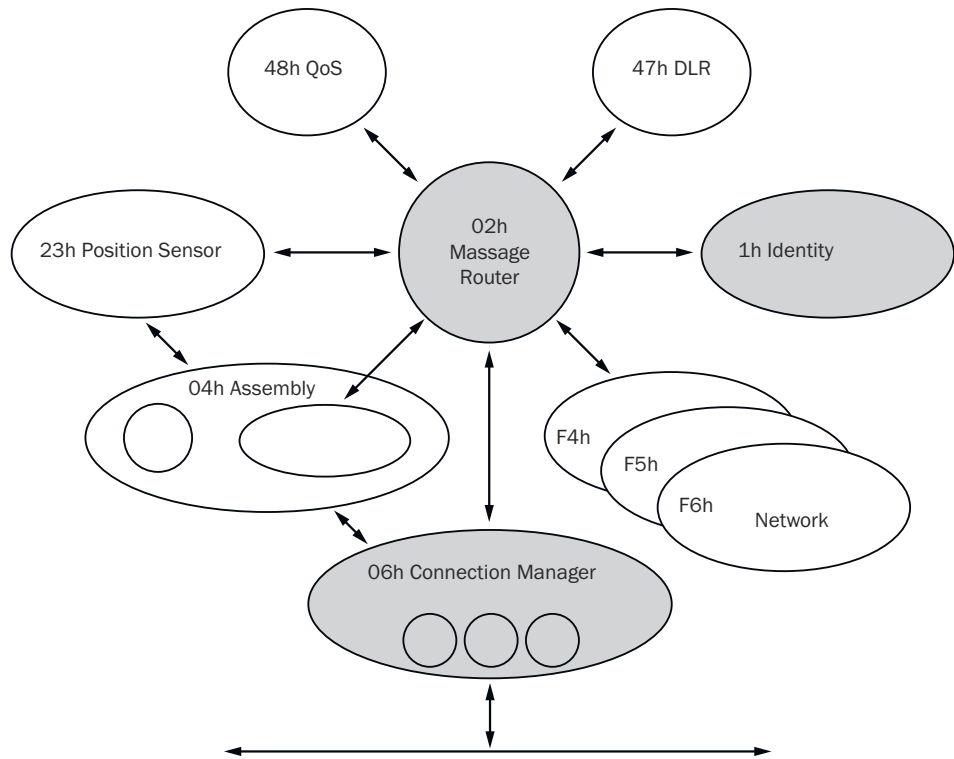 48h QoS
47h DLR
23h Position Sensor
02h
Massage
Router
1h Identity
04h Assembly
F4h
F5h
F6h
Network
06h Connection Manager